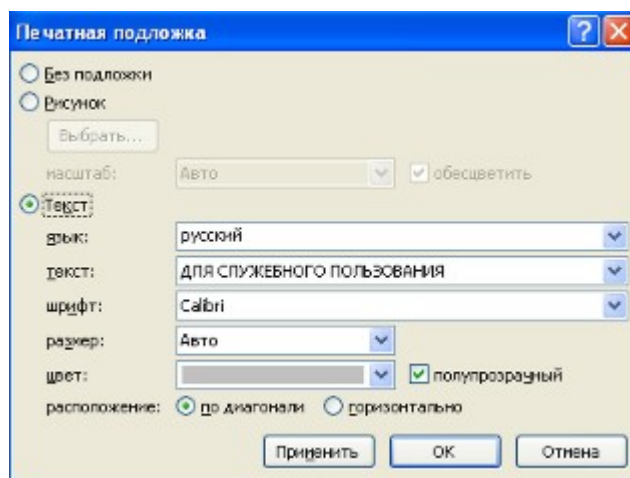 Печатная подложка
Без подложки
Рисунок
Выбрать...
масштаб: Авто обесцветить
Текст
язык: русский
текст: ДЛЯ СЛУЖЕБНОГО ПОЛЬЗОВАНИЯ
шрифт: Calibri
размер: Авто
цвет: полупрозрачный
расположение: по диагонали горизонтально
Применить ОК Отмена